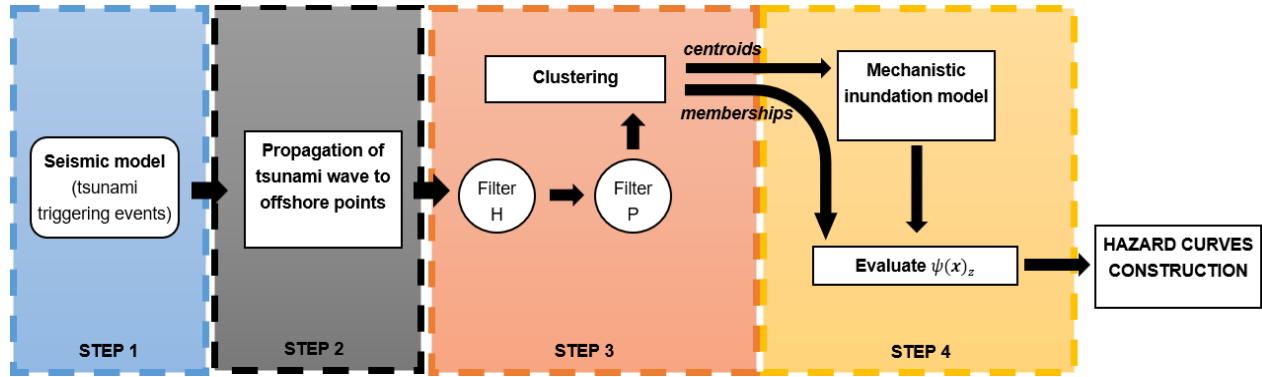 Seismic model
(tsunami
triggering events)
STEP 1
Propagation of
tsunami wave to
offshore points
STEP 2
Filter
H
Filter
P
Clustering
STEP 3
centroids
memberships
Mechanistic
inundation model
Evaluate ψ(x)z
STEP 4
HAZARD CURVES
CONSTRUCTION